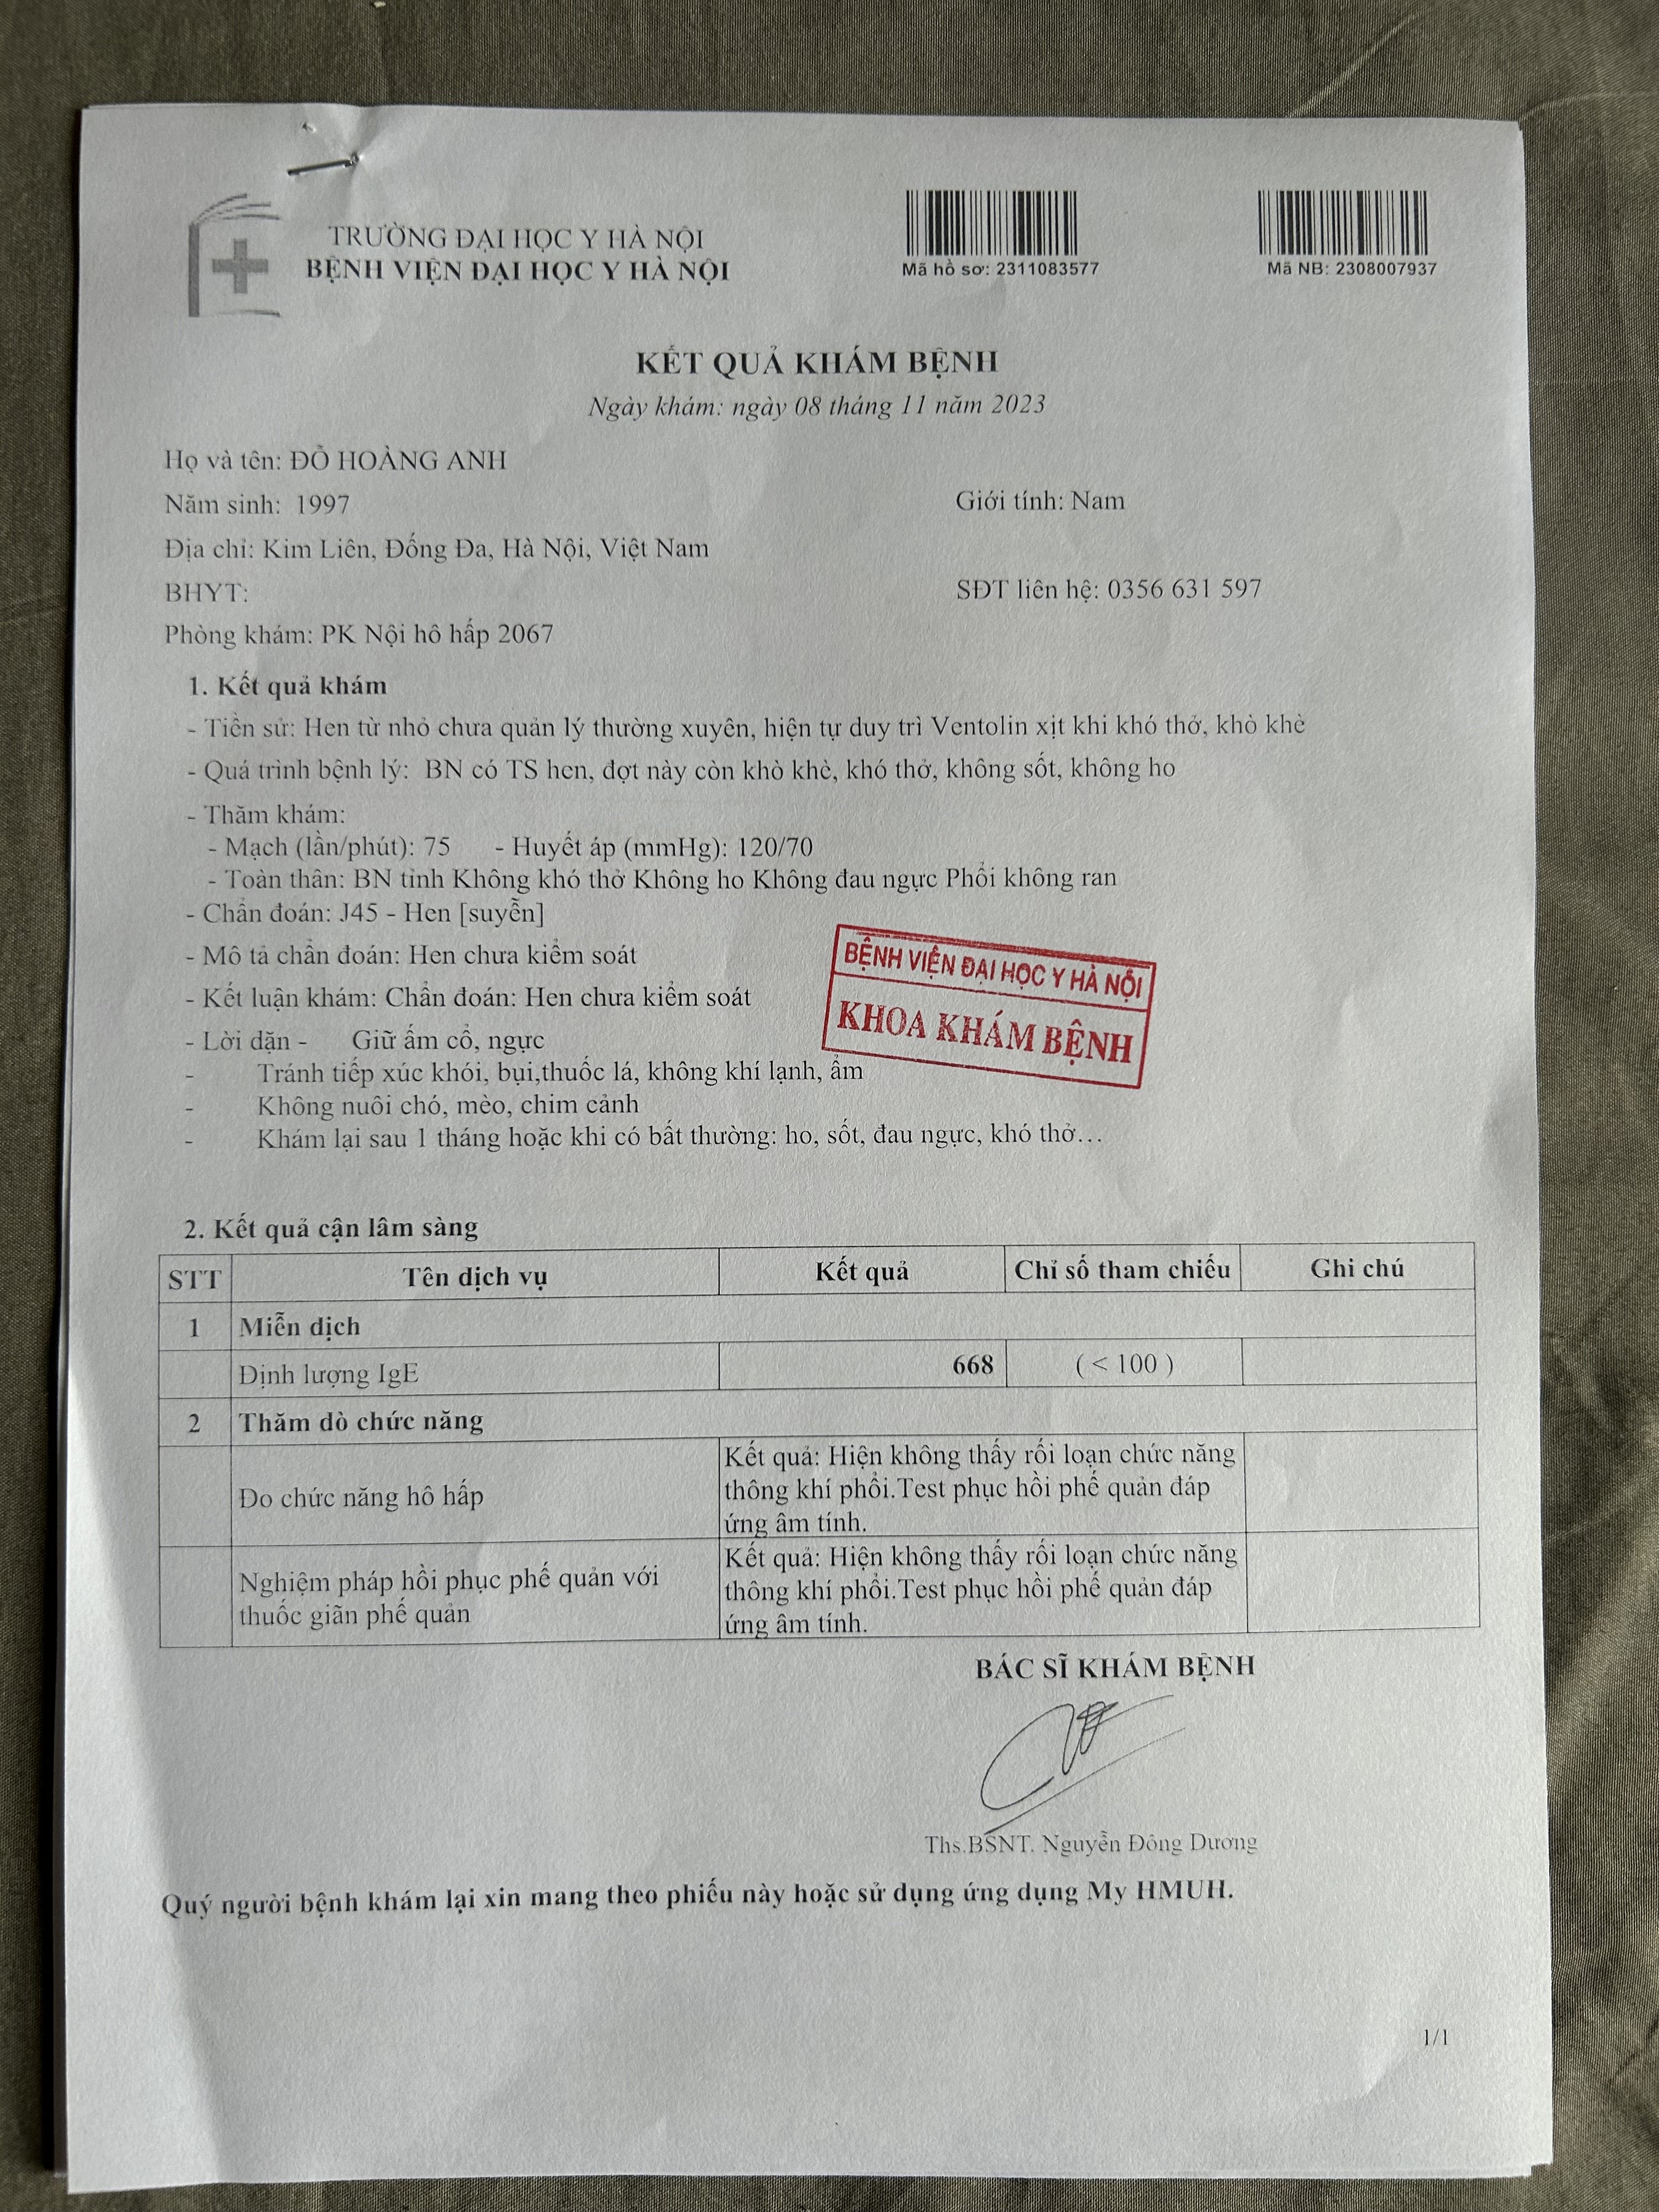 TRƯỜNG ĐẠI HỌC Y HÀ NỘI
BỆNH VIỆN ĐẠI HỌC Y HÀ NỘI
Mã hồ sơ: 2311083577
Mã NB: 2308007937
KẾT QUẢ KHÁM BỆNH
Ngày khám: ngày 08 tháng 11 năm 2023
Họ và tên: ĐỖ HOÀNG ANH
Năm sinh: 1997
Giới tính: Nam
Địa chỉ: Kim Liên, Đống Đa, Hà Nội, Việt Nam
BHYT:
SĐT liên hệ: 0356 631 597
Phòng khám: PK Nội hô hấp 2067
1. Kết quả khám
- Tiền sử: Hen từ nhỏ chưa quản lý thường xuyên, hiện tự duy trì Ventolin xịt khi khó thở, khò khè
- Quá trình bệnh lý: BN có TS hen, đợt này còn khò khè, khó thở, không sốt, không ho
- Thăm khám:
- Mạch (lần/phút): 75 - Huyết áp (mmHg): 120/70
- Toàn thân: BN tỉnh Không khó thở Không ho Không đau ngực Phổi không ran
- Chẩn đoán: J45 - Hen [suyễn]
- Mô tả chẩn đoán: Hen chưa kiểm soát
- Kết luận khám: Chẩn đoán: Hen chưa kiểm soát
BỆNH VIỆN ĐẠI HỌC Y HÀ NỘI
KHOA KHÁM BỆNH
- Lời dặn - Giữ ấm cổ, ngực
- Tránh tiếp xúc khói, bụi,thuốc lá, không khí lạnh, ẩm
- Không nuôi chó, mèo, chim cảnh
- Khám lại sau 1 tháng hoặc khi có bất thường: ho, sốt, đau ngực, khó thở…
2. Kết quả cận lâm sàng
STT Tên dịch vụ Kết quả Chỉ số tham chiếu Ghi chú
1 Miễn dịch
Định lượng IgE 668 ( < 100 )
2 Thăm dò chức năng
Đo chức năng hô hấp
Kết quả: Hiện không thấy rối loạn chức năng
thông khí phổi.Test phục hồi phế quản đáp
ứng âm tính.
Nghiệm pháp hồi phục phế quản với
thuốc giãn phế quản
Kết quả: Hiện không thấy rối loạn chức năng
thông khí phổi.Test phục hồi phế quản đáp
ứng âm tính.
BÁC SĨ KHÁM BỆNH
Ths.BSNT. Nguyễn Đông Dương
Quý người bệnh khám lại xin mang theo phiếu này hoặc sử dụng ứng dụng My HMUH.
1/1